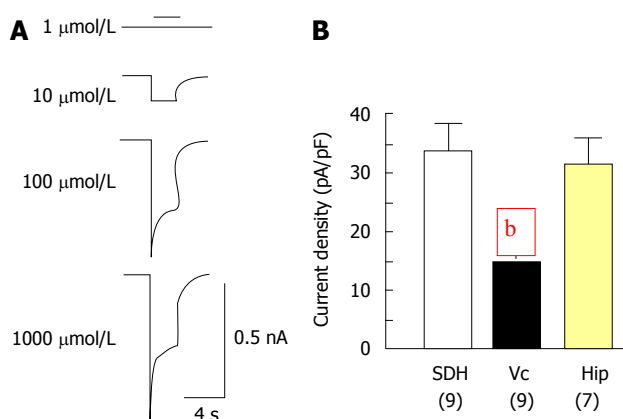 A
1 μmol/L
10 μmol/L
100 μmol/L
1000 μmol/L
0.5 nA
4 s
B
Current density (pA/pF)
40
30
20
10
0
b
SDH Vc Hip
(9) (9) (7)